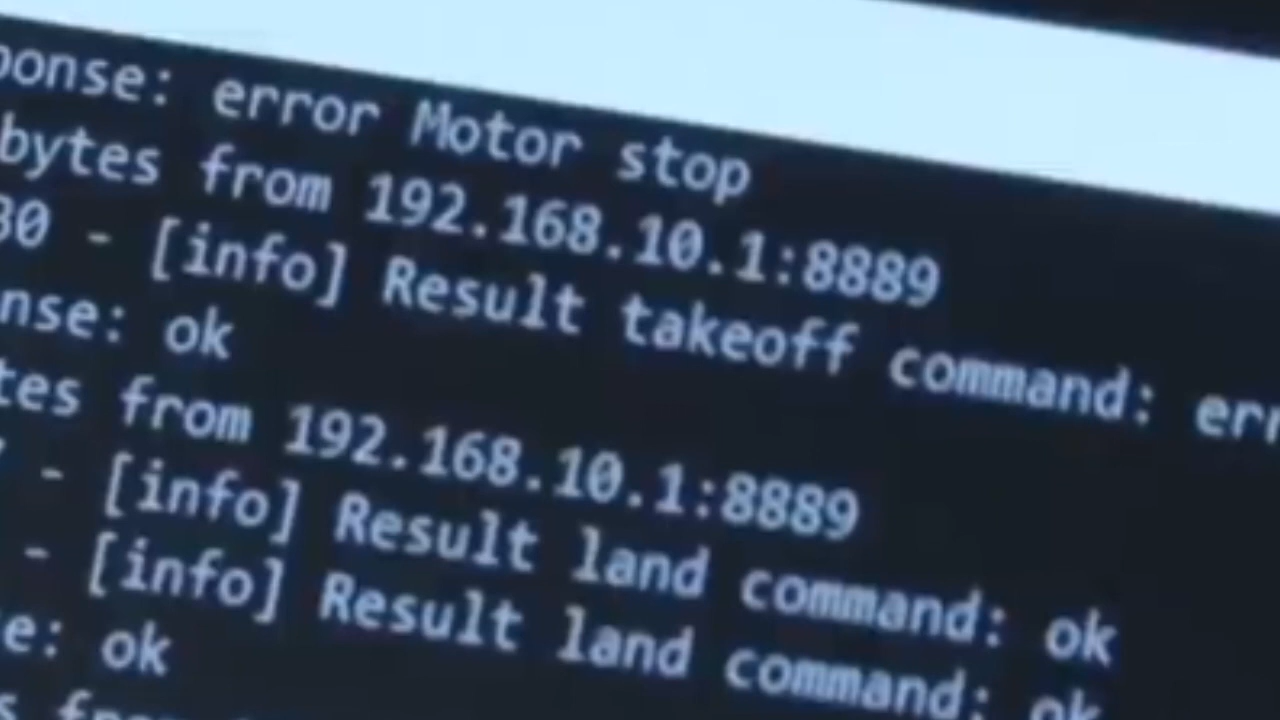 ponse: error Motor stop
bytes from 192.168.10.1:8889
30 - [info] Result takeoff command: err
nse: ok
tes from 192.168.10.1:8889
- [info] Result land command: ok
- [info] Result land command: ok
e: ok
s from